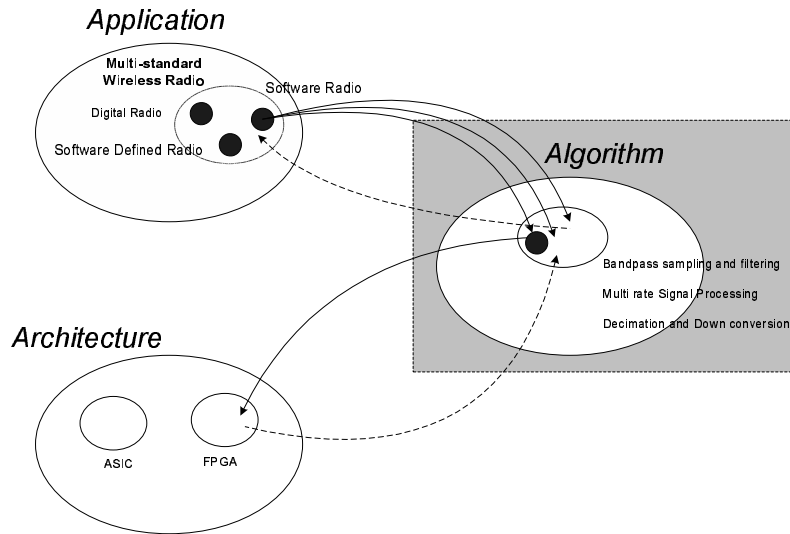 Application
Multi-standard
Wireless Radio
Software Radio
Digital Radio
Software Defined Radio
Algorithm
Bandpass sampling and filtering
Multi rate Signal Processing
Decimation and Down conversion
Architecture
ASIC
FPGA